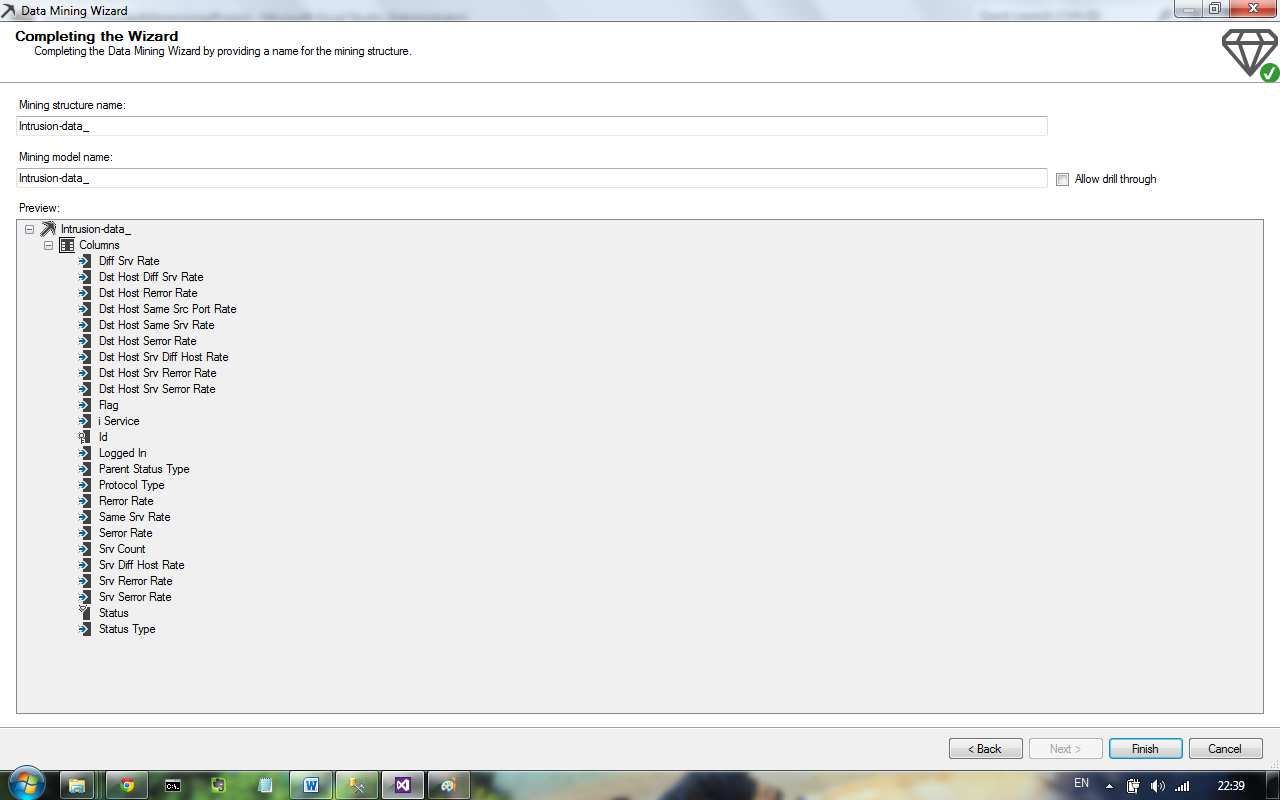 Data Mining Wizard
Completing the Wizard
Completing the Data Mining Wizard by providing a name for the mining structure.
Mining structure name:
Intrusion-data_
Mining model name:
Intrusion-data_
Allow drill through
Preview:
Intrusion-data_
Columns
Diff Srv Rate
Dst Host Diff Srv Rate
Dst Host Rerror Rate
Dst Host Same Src Port Rate
Dst Host Same Srv Rate
Dst Host Serror Rate
Dst Host Srv Diff Host Rate
Dst Host Srv Rerror Rate
Dst Host Srv Serror Rate
Flag
i Service
Id
Logged In
Parent Status Type
Protocol Type
Rerror Rate
Same Srv Rate
Serror Rate
Srv Count
Srv Diff Host Rate
Srv Rerror Rate
Srv Serror Rate
Status
Status Type
< Back
Next >
Finish
Cancel
EN
22:39